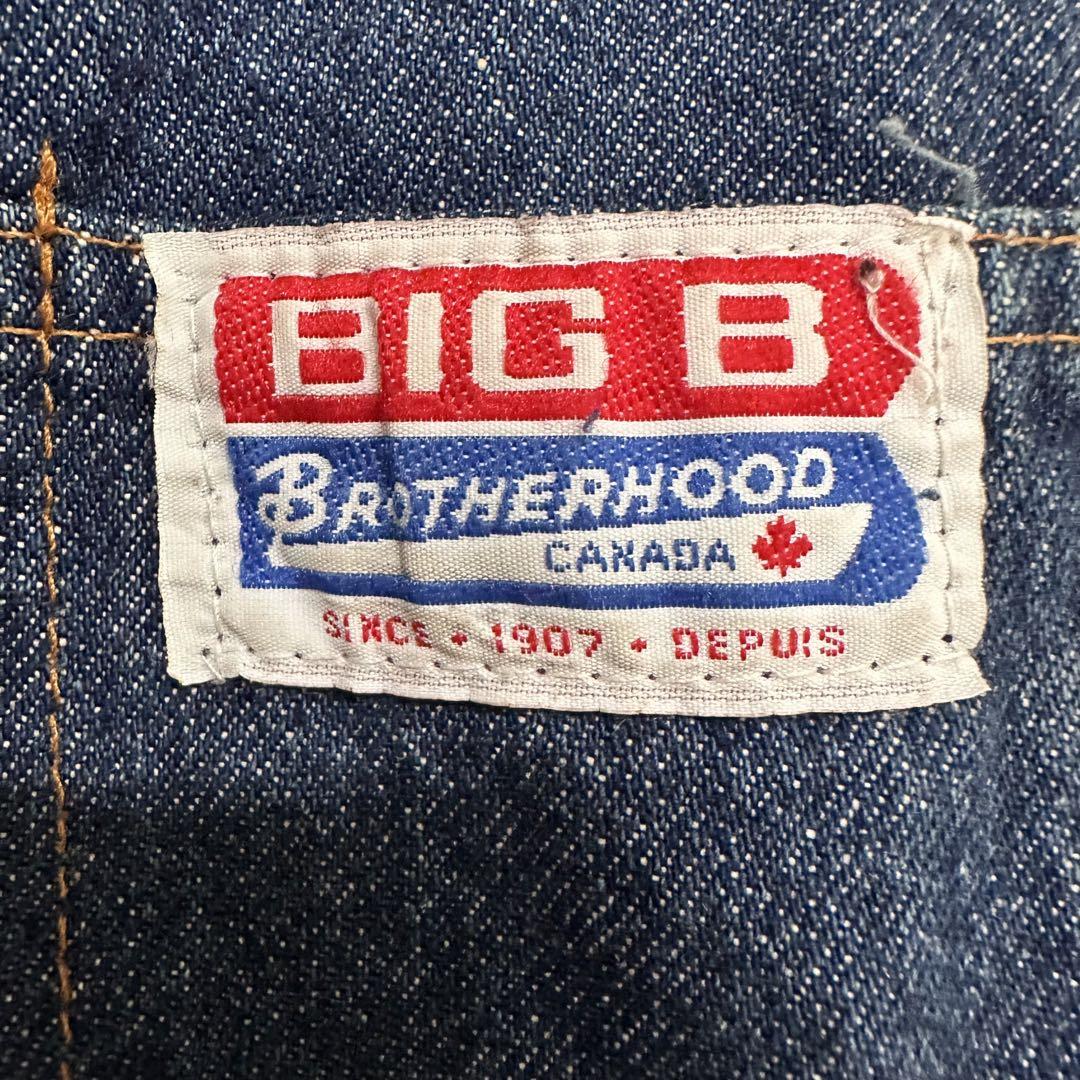 BIG B
BROTHERHOOD
CANADA
SINCE • 1907 • DEPUIS